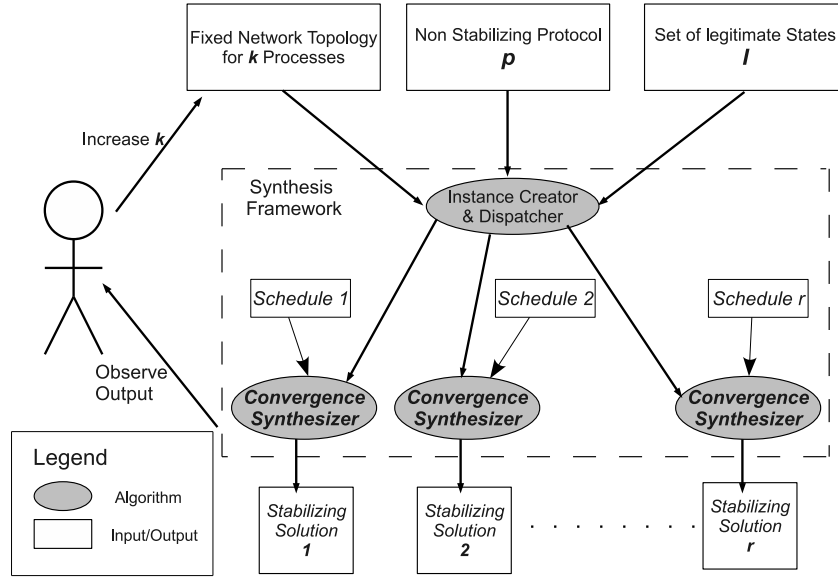 Fixed Network Topology
for k Processes
Non Stabilizing Protocol
p
Set of legitimate States
I
Increase k
Synthesis
Framework
Instance Creator
& Dispatcher
Schedule 1
Schedule 2
Schedule r
Observe
Output
Convergence
Synthesizer
Convergence
Synthesizer
Convergence
Synthesizer
Legend
Algorithm
Input/Output
Stabilizing
Solution
1
Stabilizing
Solution
2
. . . . . . . . . . .
Stabilizing
Solution
r